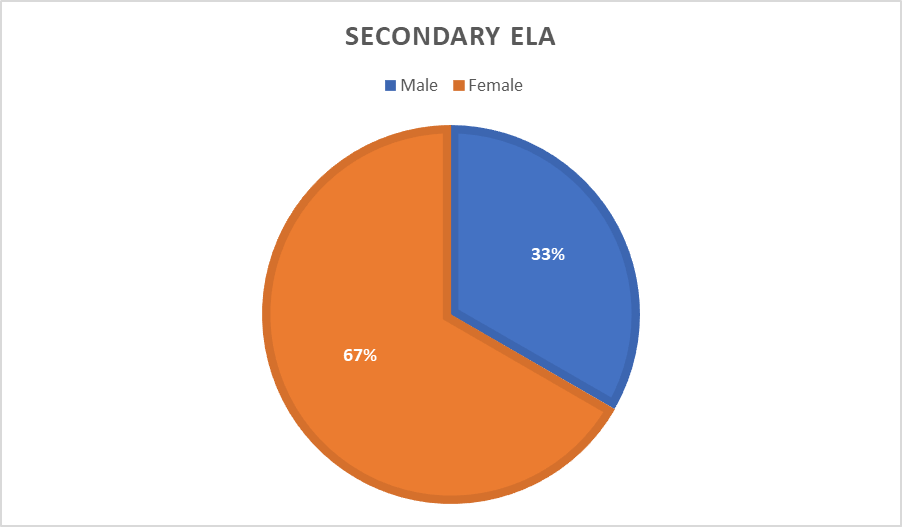 SECONDARY ELA
Male Female
33%
67%